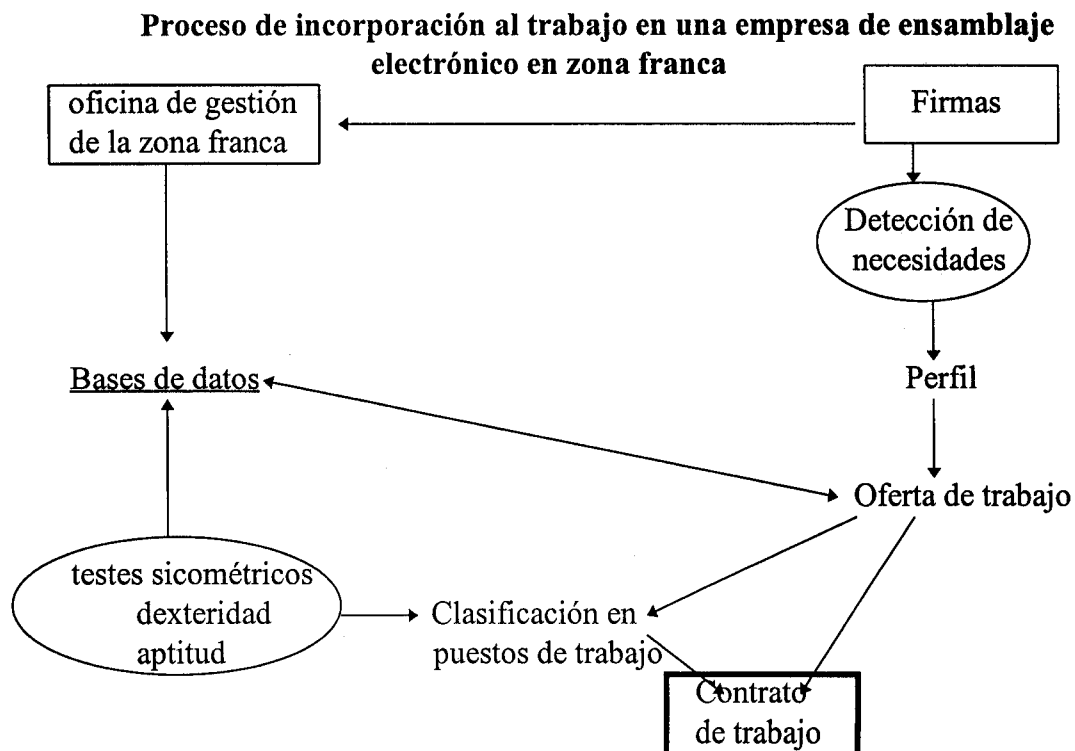 Proceso de incorporación al trabajo en una empresa de ensamblaje
electrónico en zona franca
oficina de gestión
de la zona franca
Firmas
Detección de
necesidades
Bases de datos
Perfil
Oferta de trabajo
testes sicométricos
dexteridad
aptitud
Clasificación en
puestos de trabajo
Contrato
de trabajo